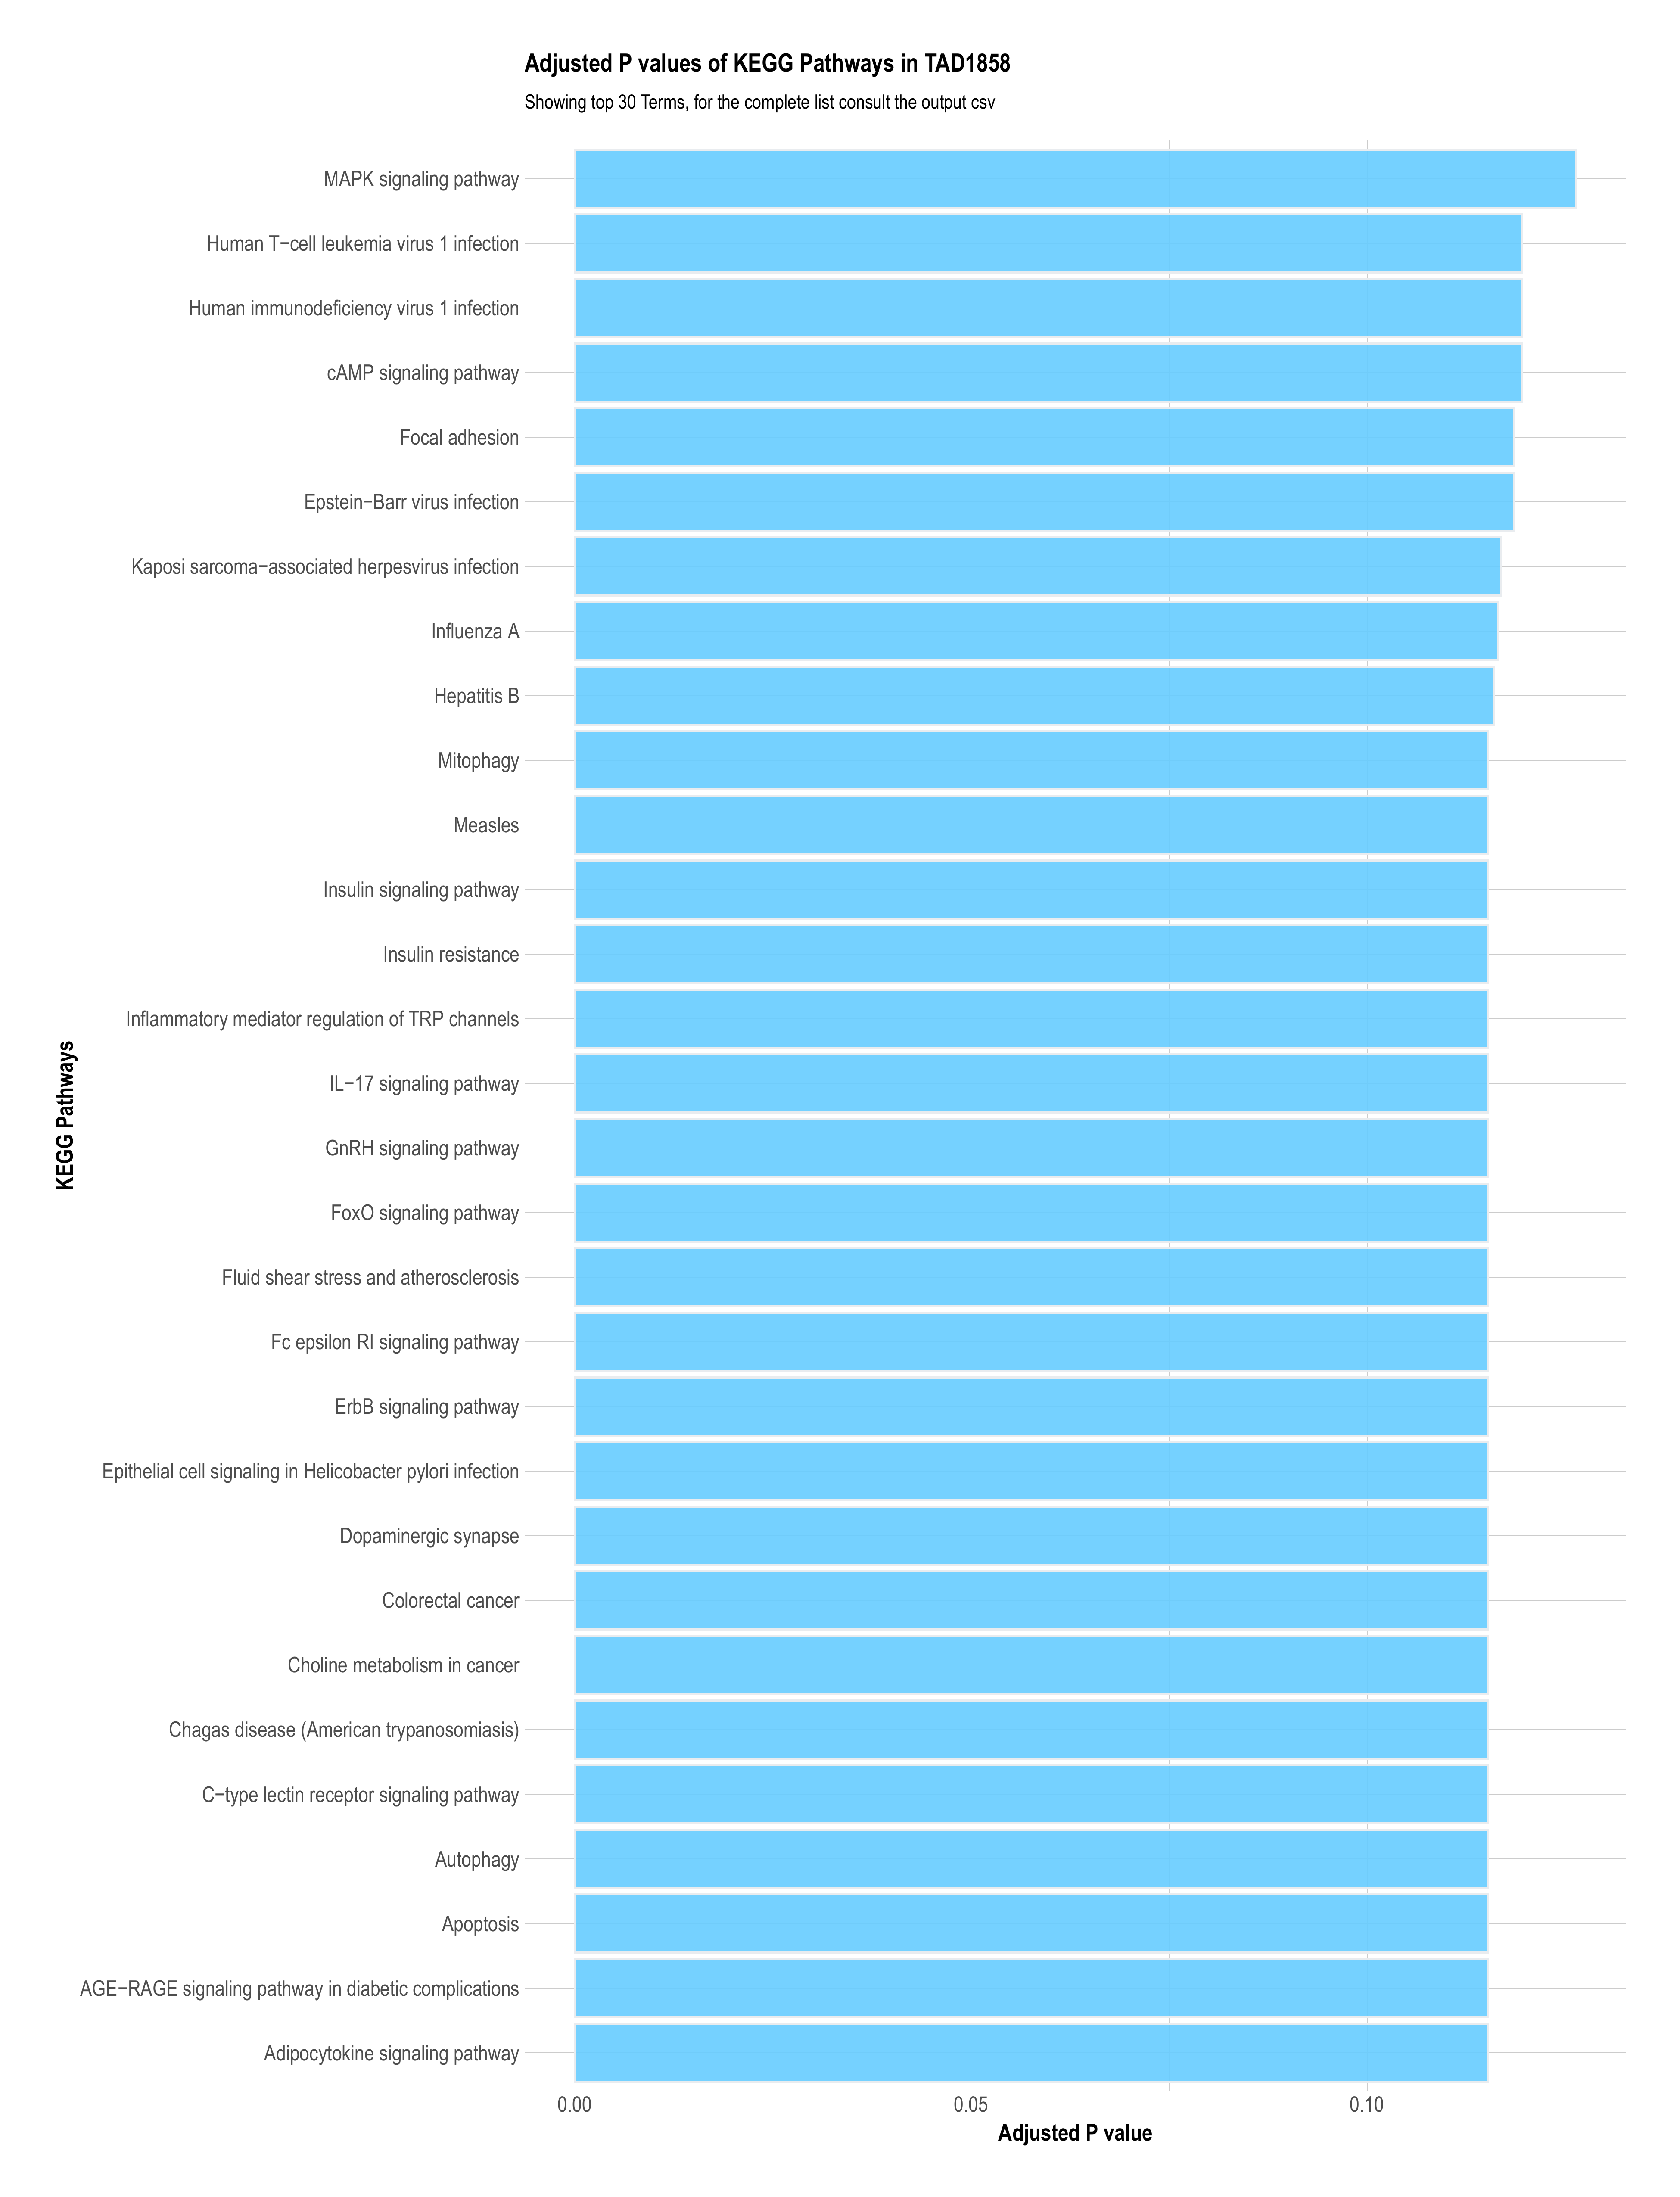 Adjusted P values of KEGG Pathways in TAD1858
Showing top 30 Terms, for the complete list consult the output csv
MAPK signaling pathway
Human T−cell leukemia virus 1 infection
Human immunodeficiency virus 1 infection
cAMP signaling pathway
Focal adhesion
Epstein−Barr virus infection
Kaposi sarcoma−associated herpesvirus infection
Influenza A
Hepatitis B
Mitophagy
Measles
Insulin signaling pathway
Insulin resistance
Inflammatory mediator regulation of TRP channels
IL−17 signaling pathway
GnRH signaling pathway
FoxO signaling pathway
Fluid shear stress and atherosclerosis
Fc epsilon RI signaling pathway
ErbB signaling pathway
Epithelial cell signaling in Helicobacter pylori infection
Dopaminergic synapse
Colorectal cancer
Choline metabolism in cancer
Chagas disease (American trypanosomiasis)
C−type lectin receptor signaling pathway
Autophagy
Apoptosis
AGE−RAGE signaling pathway in diabetic complications
Adipocytokine signaling pathway
KEGG Pathways
0.00
0.05
0.10
Adjusted P value